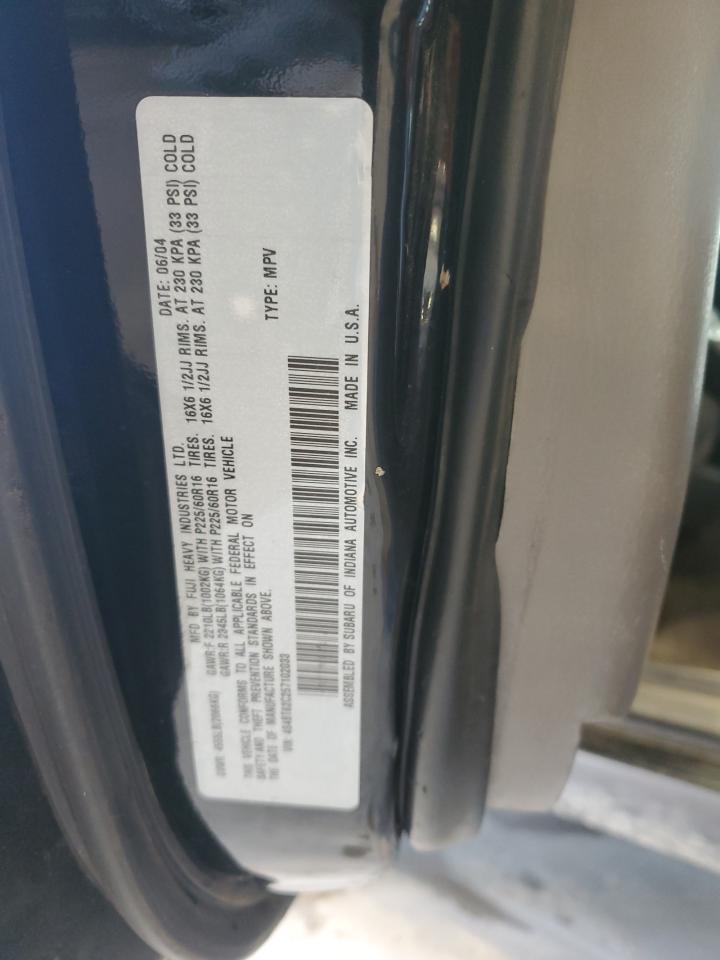 MFD BY FUJI HEAVY INDUSTRIES LTD. DATE: 06/04
GAWR:F 2210LB(1002KG) WITH P225/60R16 TIRES. 16X6 1/2JJ RIMS. AT 230 KPA (33 PSI) COLD
GAWR:R 2345LB(1064KG) WITH P225/60R16 TIRES. 16X6 1/2JJ RIMS. AT 230 KPA (33 PSI) COLD
THIS VEHICLE CONFORMS TO ALL APPLICABLE FEDERAL MOTOR VEHICLE
SAFETY AND THEFT PREVENTION STANDARDS IN EFFECT ON
THE DATE OF MANUFACTURE SHOWN ABOVE.
VIN: TYPE: MPV
ASSEMBLED BY SUBARU OF INDIANA AUTOMOTIVE INC. MADE IN U.S.A.